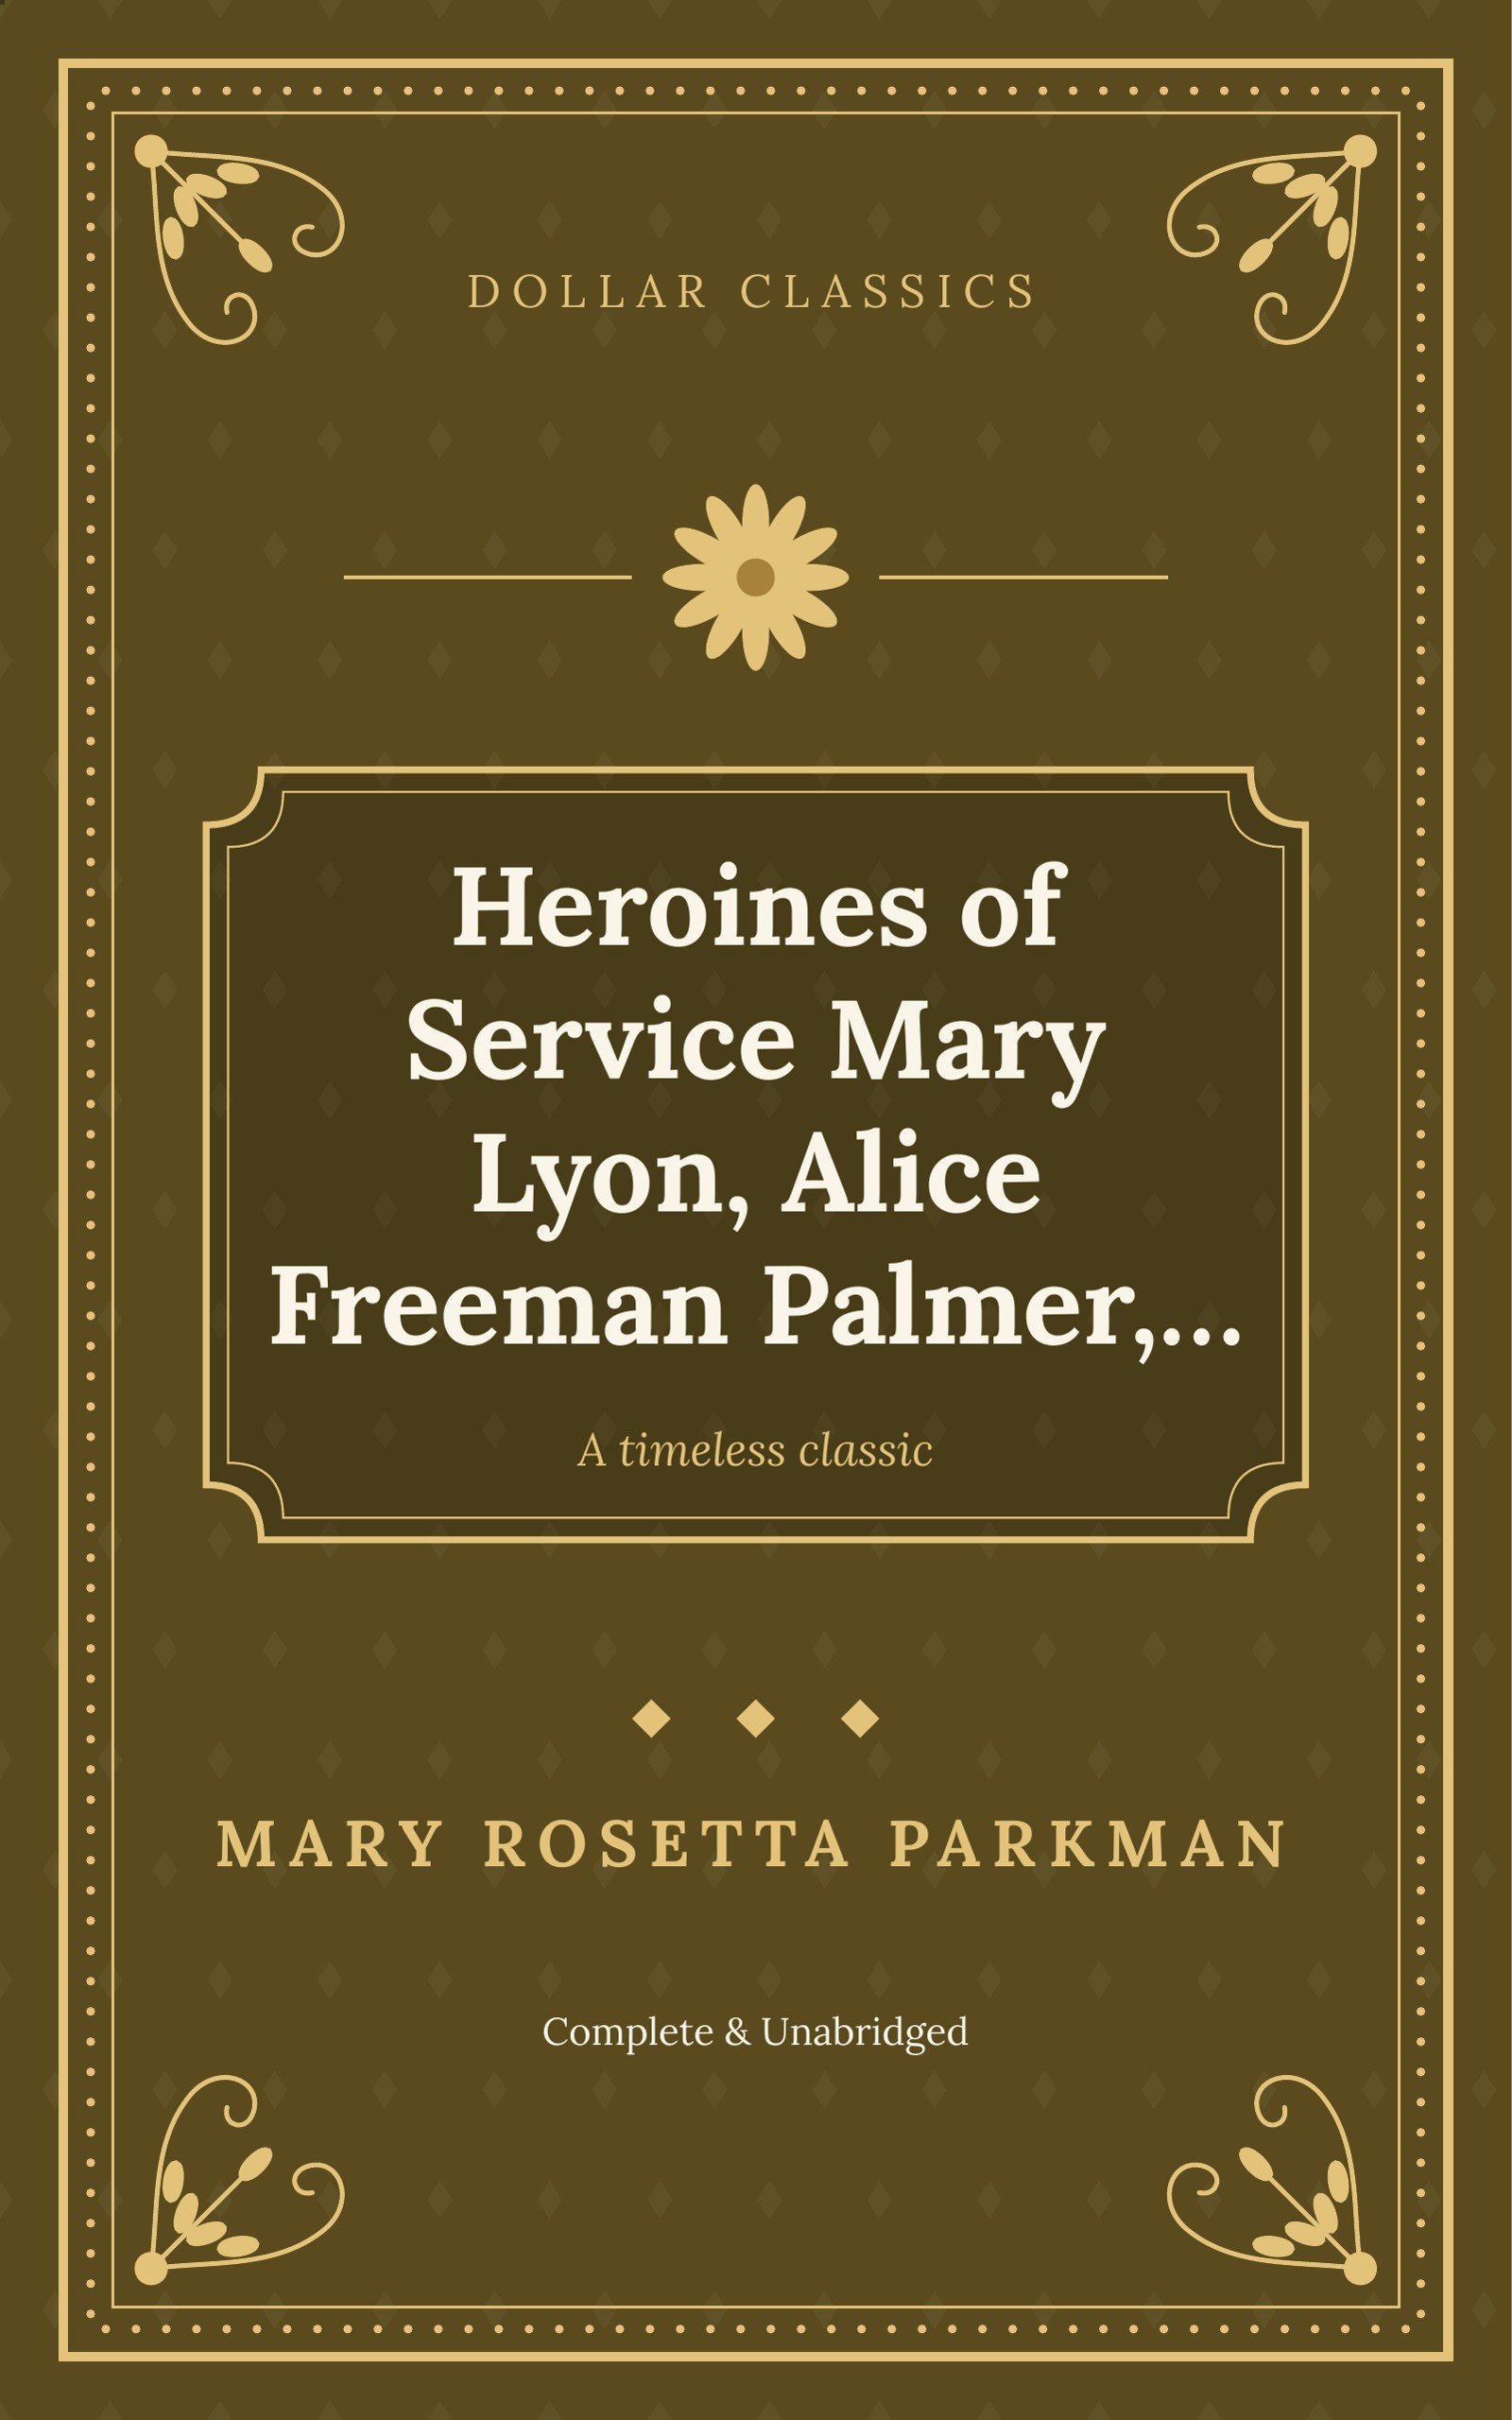 DOLLAR CLASSICS
Heroines of
Service Mary
Lyon, Alice
Freeman Palmer,...
A timeless classic
MARY ROSETTA PARKMAN
Complete & Unabridged